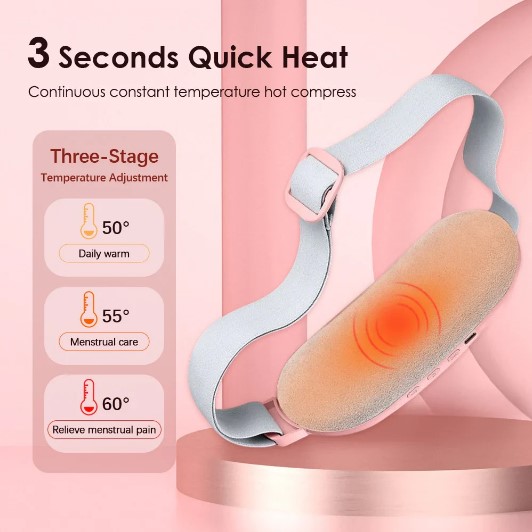 3 Seconds Quick Heat
Continuous constant temperature hot compress
Three-Stage
Temperature Adjustment
50°
Daily warm
55°
Menstrual care
60°
Relieve menstrual pain